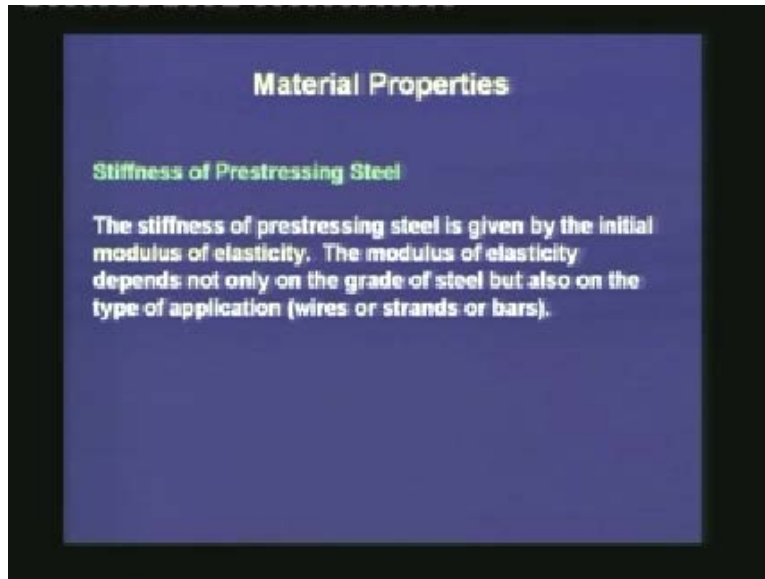 Material Properties
Stiffness of Prestressing Steel
The stiffness of prestressing steel is given by the initial
modulus of elasticity. The modulus of elasticity
depends not only on the grade of steel but also on the
type of application (wires or strands or bars).